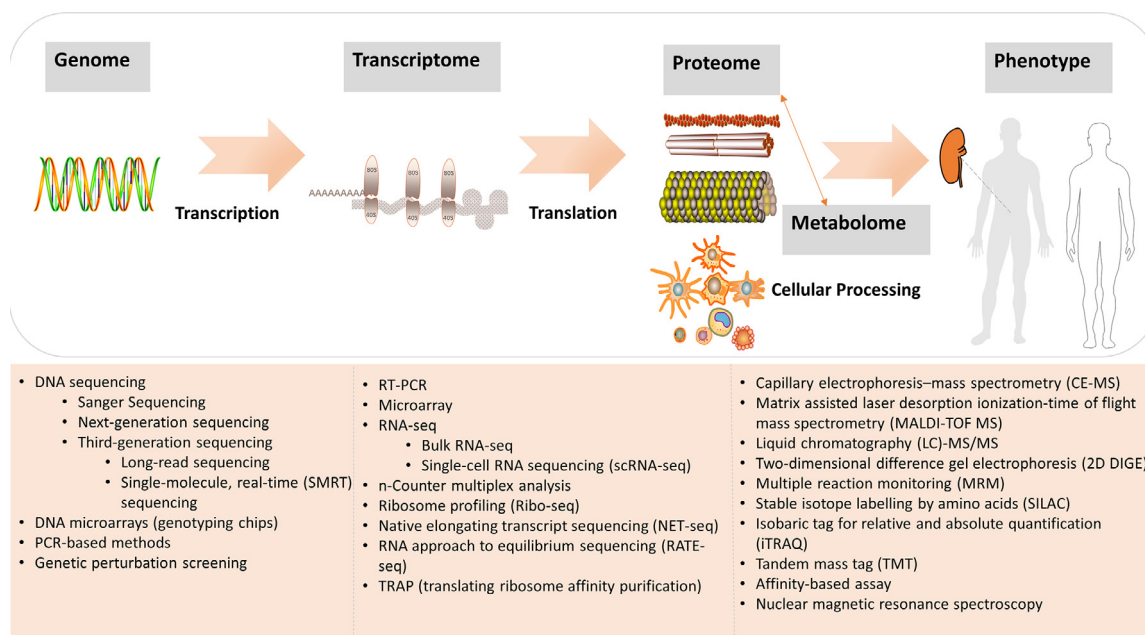 Genome
Transcriptome
Proteome
Phenotype
80S
80S
80S
40S
40S
40S
Transcription
Translation
Metabolome
Cellular Processing
• DNA sequencing
• Sanger Sequencing
• Next-generation sequencing
• Third-generation sequencing
• Long-read sequencing
• Single-molecule, real-time (SMRT)
sequencing
• DNA microarrays (genotyping chips)
• PCR-based methods
• Genetic perturbation screening
• RT-PCR
• Microarray
• RNA-seq
• Bulk RNA-seq
• Single-cell RNA sequencing (scRNA-seq)
• n-Counter multiplex analysis
• Ribosome profiling (Ribo-seq)
• Native elongating transcript sequencing (NET-seq)
• RNA approach to equilibrium sequencing (RATE-
seq)
• TRAP (translating ribosome affinity purification)
• Capillary electrophoresis–mass spectrometry (CE-MS)
• Matrix assisted laser desorption ionization-time of flight
mass spectrometry (MALDI-TOF MS)
• Liquid chromatography (LC)-MS/MS
• Two-dimensional difference gel electrophoresis (2D DIGE)
• Multiple reaction monitoring (MRM)
• Stable isotope labelling by amino acids (SILAC)
• Isobaric tag for relative and absolute quantification
(iTRAQ)
• Tandem mass tag (TMT)
• Affinity-based assay
• Nuclear magnetic resonance spectroscopy